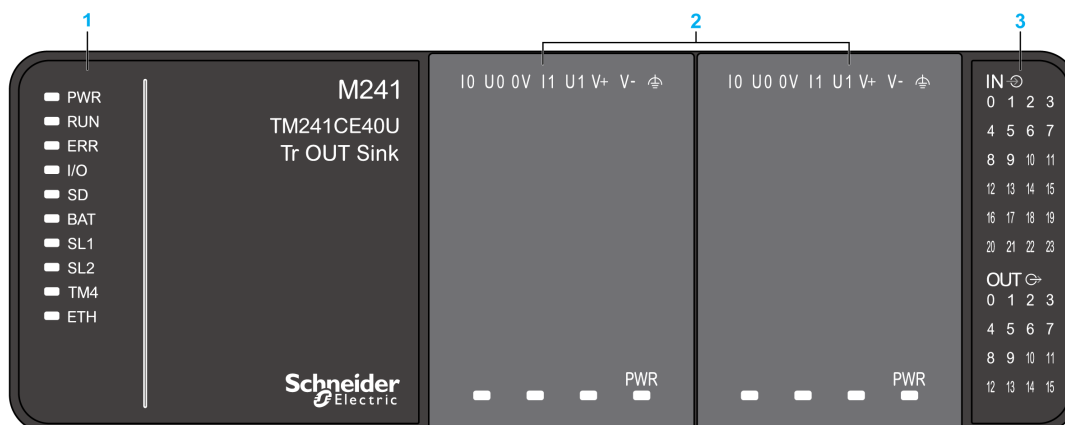 1
2
3
PWR
RUN
ERR
I/O
SD
BAT
SL1
SL2
TM4
ETH
M241
TM241CE40U
Tr OUT Sink
Schneider
Electric
I0 U0 0V I1 U1 V+ V-
PWR
I0 U0 0V I1 U1 V+ V-
PWR
IN
0 1 2 3
4 5 6 7
8 9 10 11
12 13 14 15
16 17 18 19
20 21 22 23
OUT
0 1 2 3
4 5 6 7
8 9 10 11
12 13 14 15